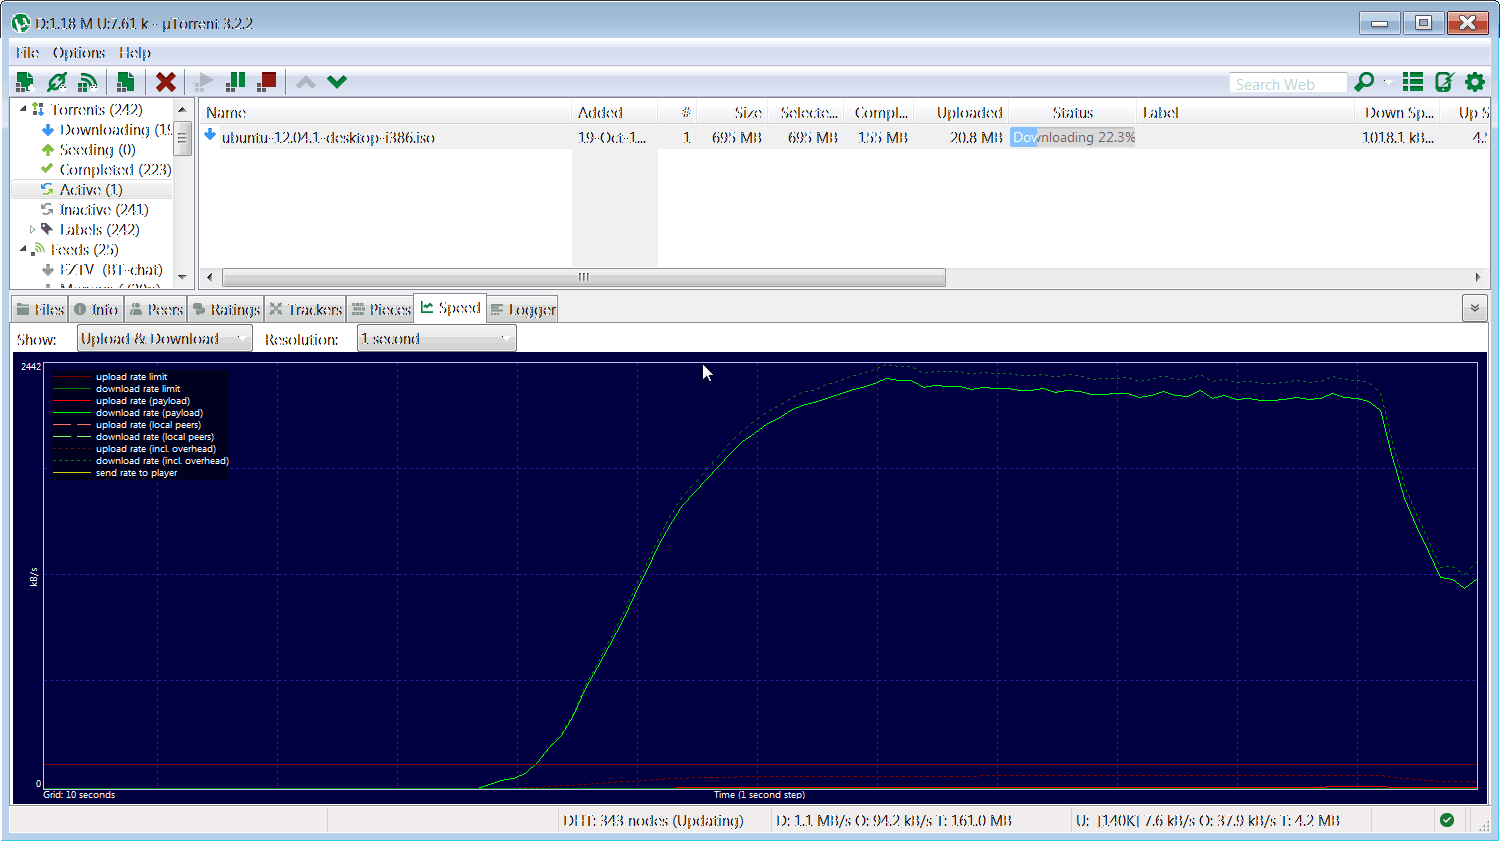 D:1.18 M U:7.61 k - µTorrent 3.2.2
File Options Help
Search Web
Torrents (242)
Downloading (19
Seeding (0)
Completed (223)
Active (1)
Inactive (241)
Labels (242)
Feeds (25)
EZTV (BT-chat)
Name Added # Size Selecte... Compl... Uploaded Status Label Down Sp... Up S
ubuntu-12.04.1-desktop-i386.iso 19-Oct-1... 1 695 MB 695 MB 155 MB 20.8 MB Downloading 22.3% 1018.1 kB... 4.
Files Info Peers Ratings Trackers Pieces Speed Logger
Show: Upload & Download Resolution: 1 second
2442
upload rate limit
download rate limit
upload rate (payload)
download rate (payload)
upload rate (local peers)
download rate (local peers)
upload rate (incl. overhead)
download rate (incl. overhead)
send rate to player
kB/s
0
Grid: 10 seconds Time (1 second step)
DHT: 343 nodes (Updating) D: 1.1 MB/s O: 94.2 kB/s T: 161.0 MB U: [140K] 7.6 kB/s O: 37.9 kB/s T: 4.2 MB